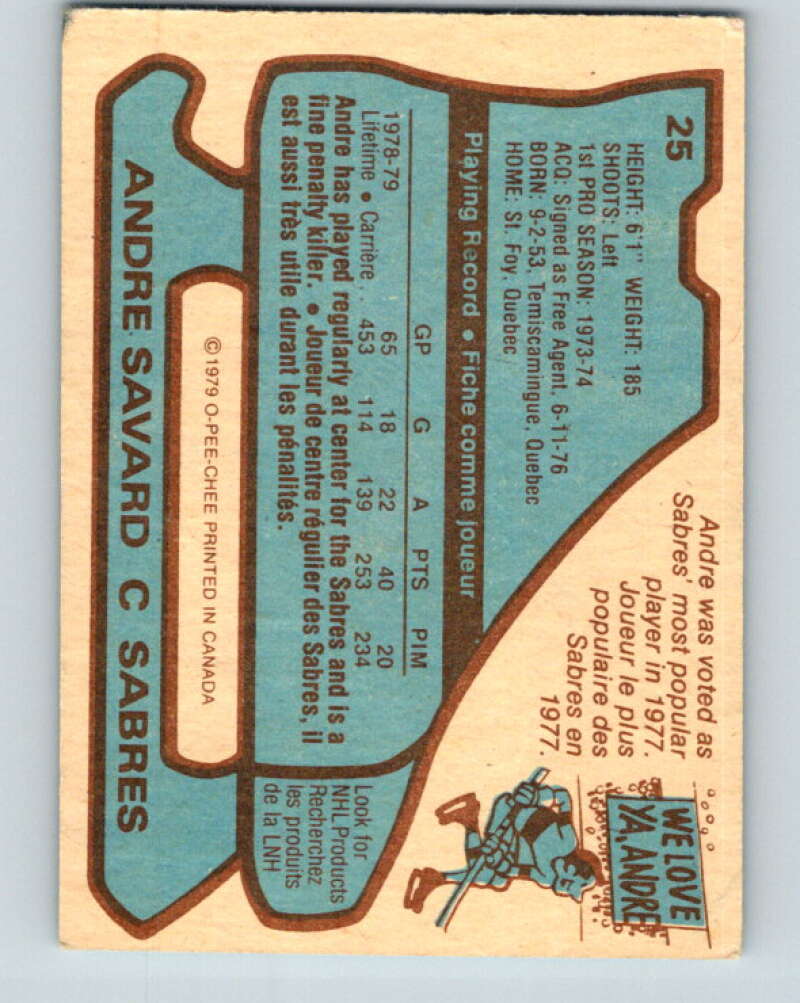 25
HEIGHT: 6'1" WEIGHT: 185
SHOOTS: Left
1st PRO SEASON: 1973-74
ACQ: Signed as Free Agent, 6-11-76
BORN: 9-2-53, Temiscamingue, Quebec
HOME: St. Foy, Quebec
Andre was voted as
Sabres' most popular
player in 1977.
Joueur le plus
populaire des
Sabres en
1977.
WE LOVE
YA, ANDRE
Playing Record • Fiche comme joueur
GP G A PTS PIM
1978-79 65 18 22 40 20
Lifetime • Carrière . . 453 114 139 253 234
Andre has played regularly at center for the Sabres and is a
fine penalty killer. • Joueur de centre régulier des Sabres, il
est aussi très utile durant les pénalités.
Look for
NHL Products
Recherchez
les produits
de la LNH
© 1979 O-PEE-CHEE PRINTED IN CANADA
ANDRE SAVARD C SABRES